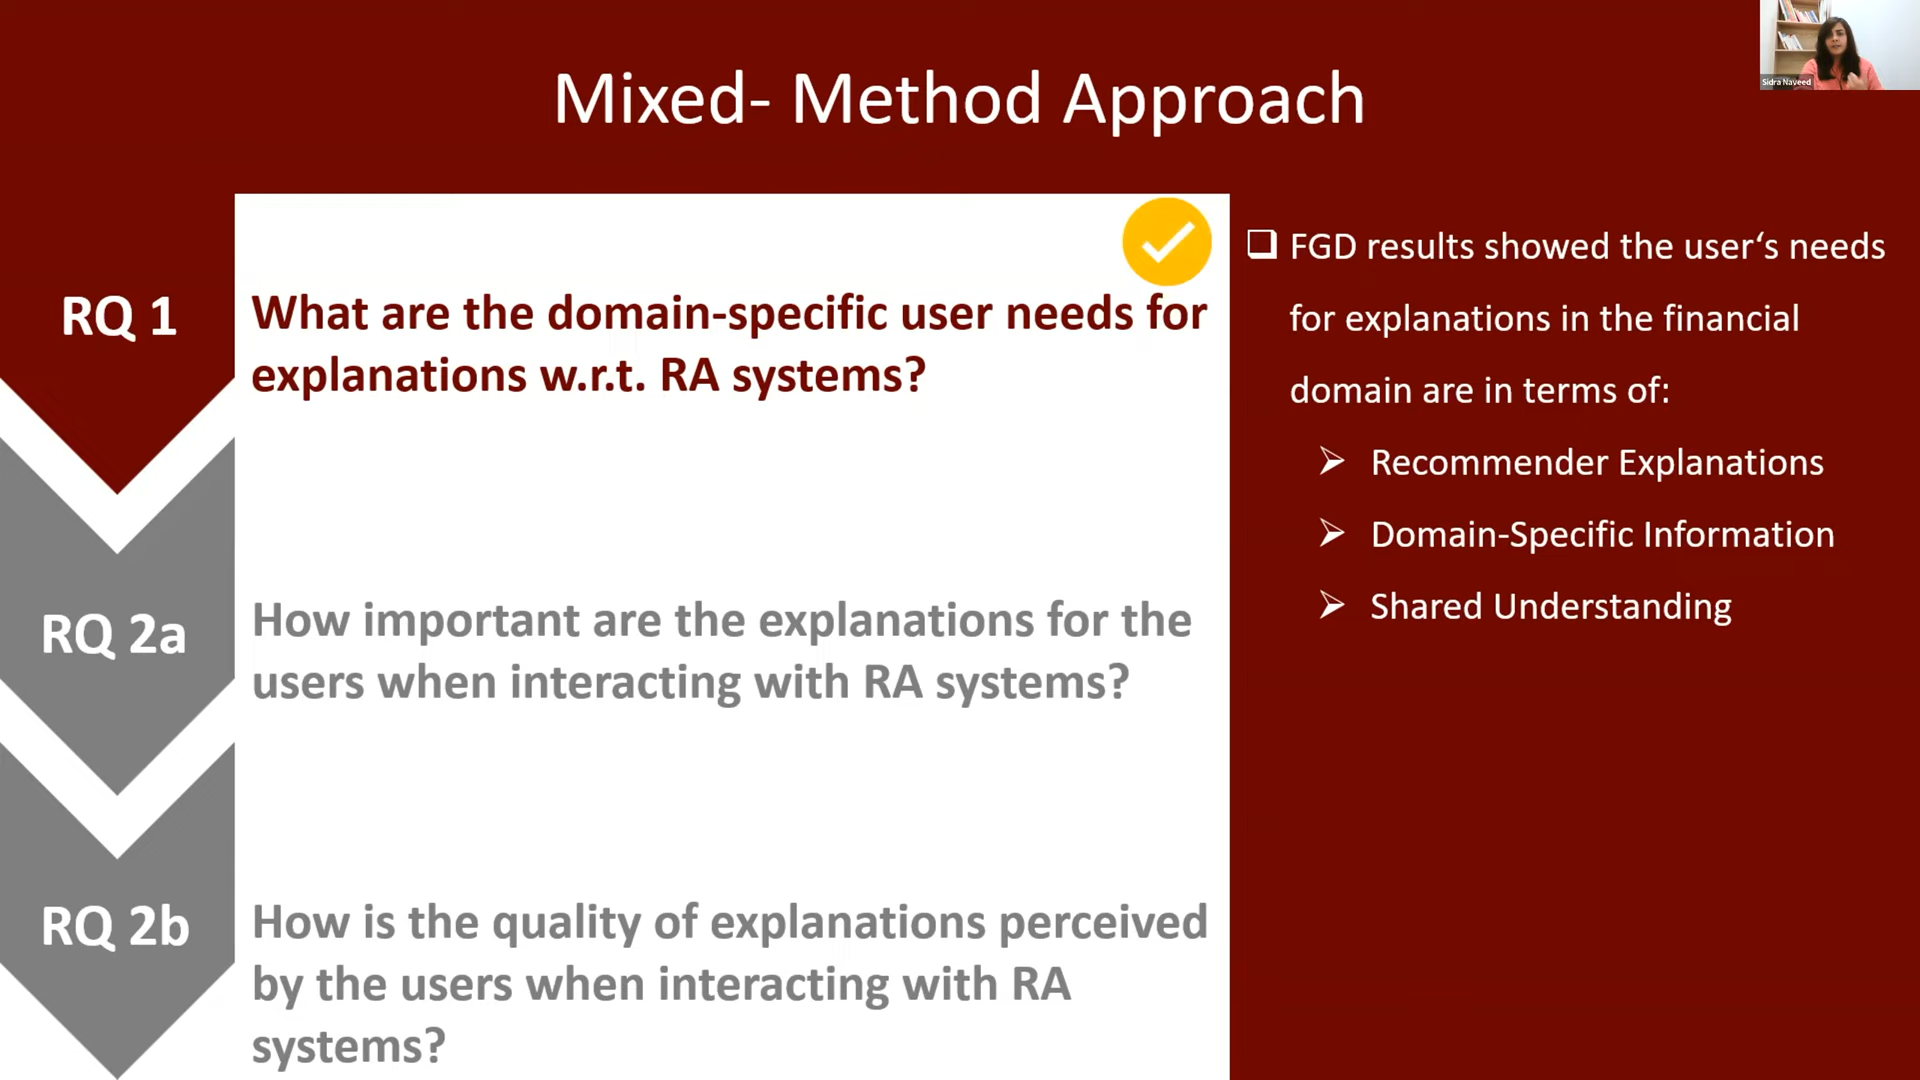 Mixed- Method Approach
Sidra Naveed
RQ 1
What are the domain-specific user needs for
explanations w.r.t. RA systems?
RQ 2a
How important are the explanations for the
users when interacting with RA systems?
RQ 2b
How is the quality of explanations perceived
by the users when interacting with RA
systems?
FGD results showed the user‘s needs
for explanations in the financial
domain are in terms of:
Recommender Explanations
Domain-Specific Information
Shared Understanding